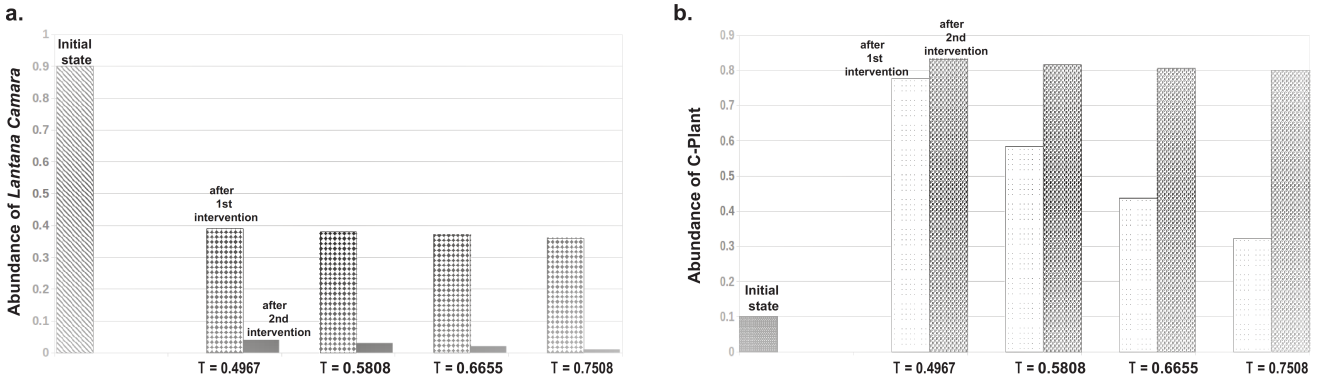 a.
Abundance of Lantana Camara
1
0.9
0.8
0.7
0.6
0.5
0.4
0.3
0.2
0.1
0
Initial
state
after
1st
intervention
after
2nd
intervention
T = 0.4967
T = 0.5808
T = 0.6655
T = 0.7508
b.
Abundance of C-Plant
0.9
0.8
0.7
0.6
0.5
0.4
0.3
0.2
0.1
0
Initial
state
after
1st
intervention
after
2nd
intervention
T = 0.4967
T = 0.5808
T = 0.6655
T = 0.7508